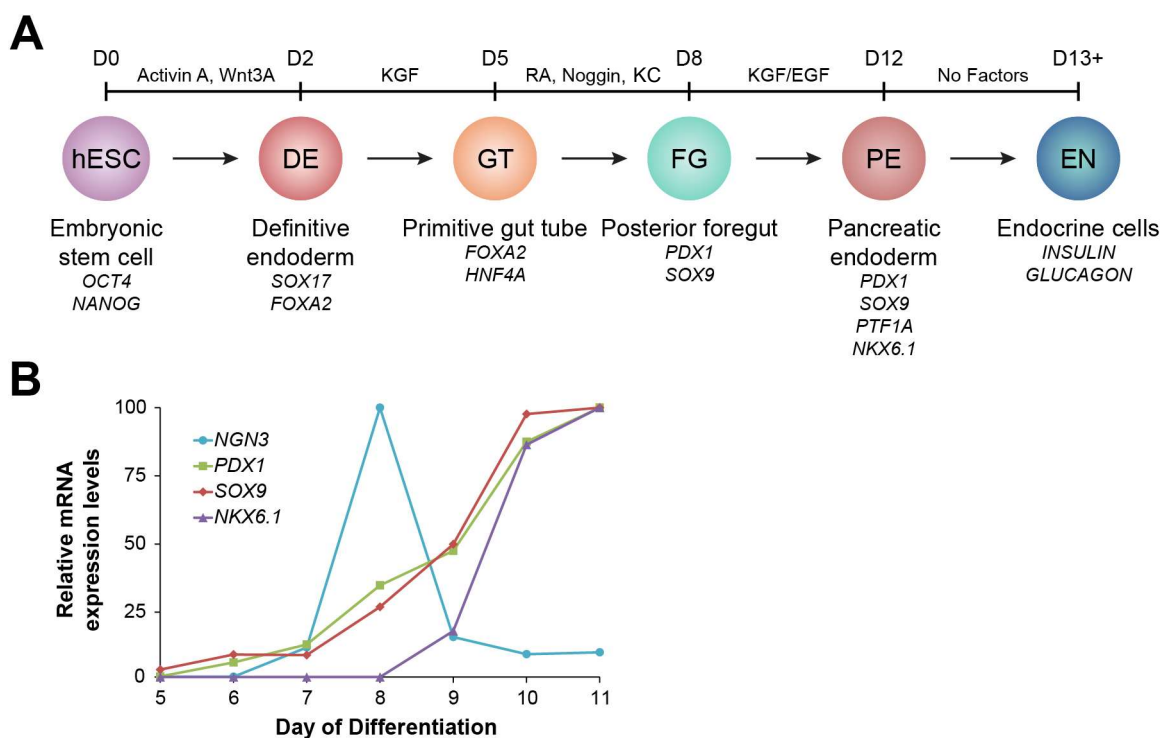 A
D0 D2 D5 D8 D12 D13+
Activin A, Wnt3A KGF RA, Noggin, KC KGF/EGF No Factors
hESC DE GT FG PE EN
Embryonic
stem cell
OCT4
NANOG
Definitive
endoderm
SOX17
FOXA2
Primitive gut tube
FOXA2
HNF4A
Posterior foregut
PDX1
SOX9
Pancreatic
endoderm
PDX1
SOX9
PTF1A
NKX6.1
Endocrine cells
INSULIN
GLUCAGON
B
Relative mRNA
expression levels
100
75
50
25
0
NGN3
PDX1
SOX9
NKX6.1
5 6 7 8 9 10 11
Day of Differentiation